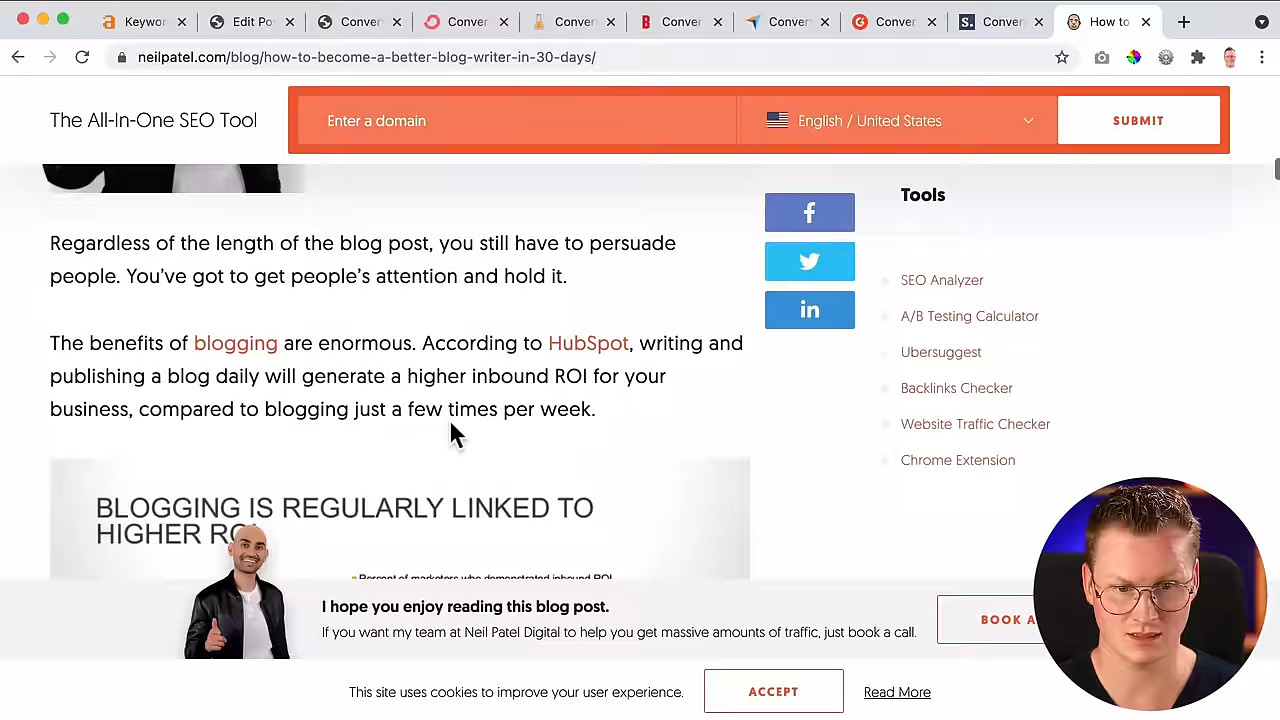 Keywor
Edit Po
Conver
Conver
Conver
Conver
Conver
Conver
Conver
How to
neilpatel.com/blog/how-to-become-a-better-blog-writer-in-30-days/
The All-In-One SEO Tool
Enter a domain
English / United States
SUBMIT
Regardless of the length of the blog post, you still have to persuade
people. You’ve got to get people’s attention and hold it.
The benefits of blogging are enormous. According to HubSpot, writing and
publishing a blog daily will generate a higher inbound ROI for your
business, compared to blogging just a few times per week.
Tools
SEO Analyzer
A/B Testing Calculator
Ubersuggest
Backlinks Checker
Website Traffic Checker
Chrome Extension
BLOGGING IS REGULARLY LINKED TO
HIGHER RO
Percent of marketers who demonstrated inbound ROI
I hope you enjoy reading this blog post.
If you want my team at Neil Patel Digital to help you get massive amounts of traffic, just book a call.
BOOK A
This site uses cookies to improve your user experience.
ACCEPT
Read More